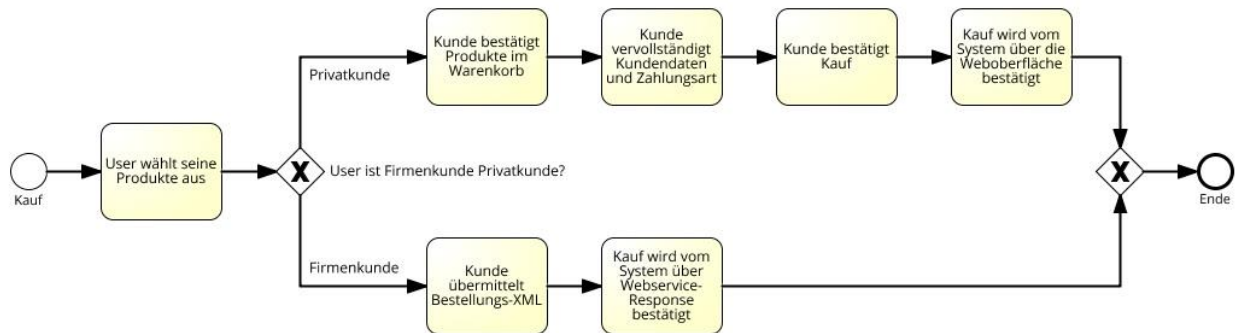 Kauf
User wählt seine
Produkte aus
User ist Firmenkunde Privatkunde?
Privatkunde
Kunde bestätigt
Produkte im
Warenkorb
Kunde
vervollständigt
Kundendaten
und Zahlungsart
Kunde bestätigt
Kauf
Kauf wird vom
System über die
Weboberfläche
bestätigt
Firmenkunde
Kunde
übermittelt
Bestellungs-XML
Kauf wird vom
System über
Webservice-
Response
bestätigt
Ende